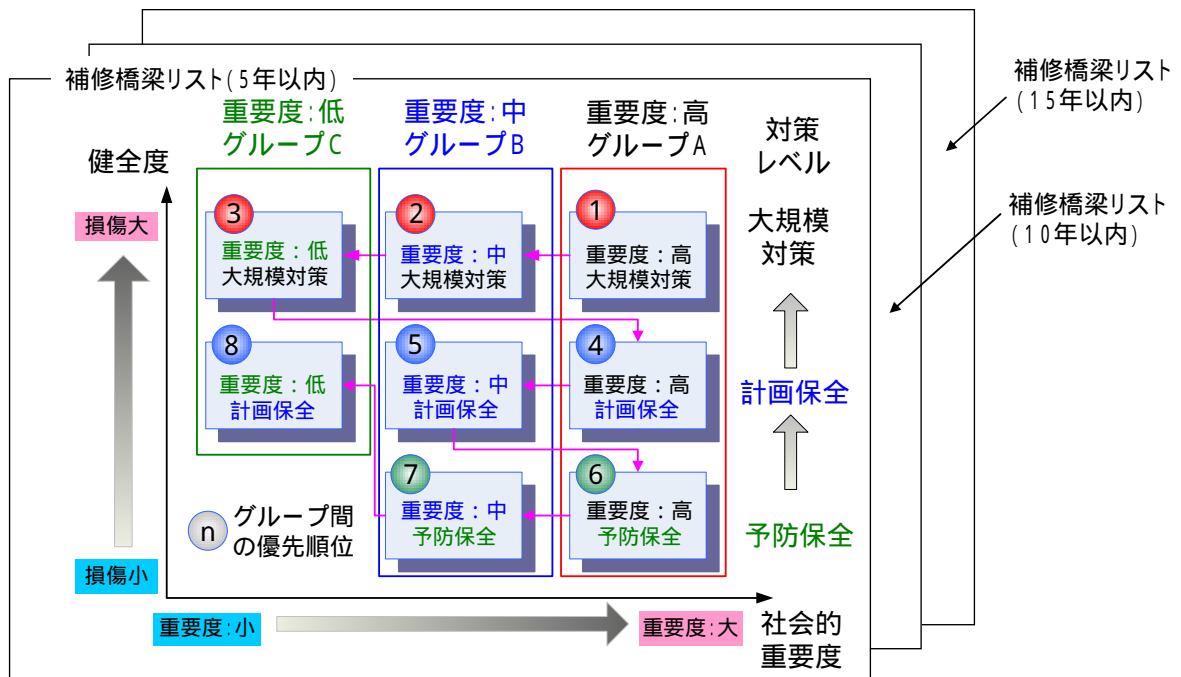 補修橋梁リスト(5年以内)
補修橋梁リスト
(15年以内)
補修橋梁リスト
(10年以内)
重要度:低
グループC
重要度:中
グループB
重要度:高
グループA
対策
レベル
健全度
損傷大
損傷小
3
重要度：低
大規模対策
2
重要度：中
大規模対策
1
重要度：高
大規模対策
大規模
対策
8
重要度：低
計画保全
5
重要度：中
計画保全
4
重要度：高
計画保全
計画保全
7
重要度：中
予防保全
6
重要度：高
予防保全
予防保全
n
グループ間
の優先順位
重要度:小
重要度:大
社会的
重要度